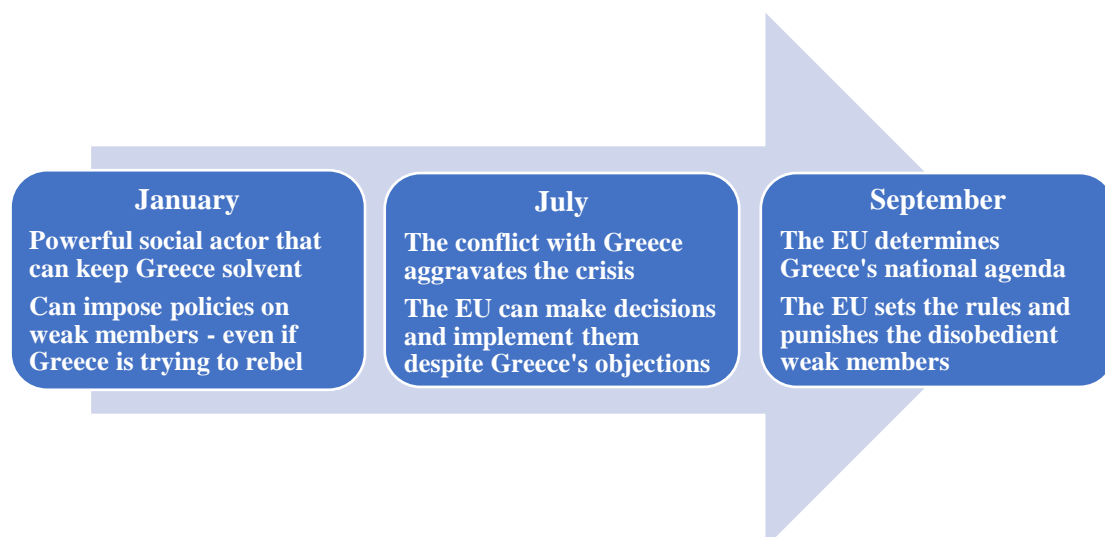 January
Powerful social actor that
can keep Greece solvent
Can impose policies on
weak members - even if
Greece is trying to rebel
July
The conflict with Greece
aggravates the crisis
The EU can make decisions
and implement them
despite Greece's objections
September
The EU determines
Greece's national agenda
The EU sets the rules and
punishes the disobedient
weak members